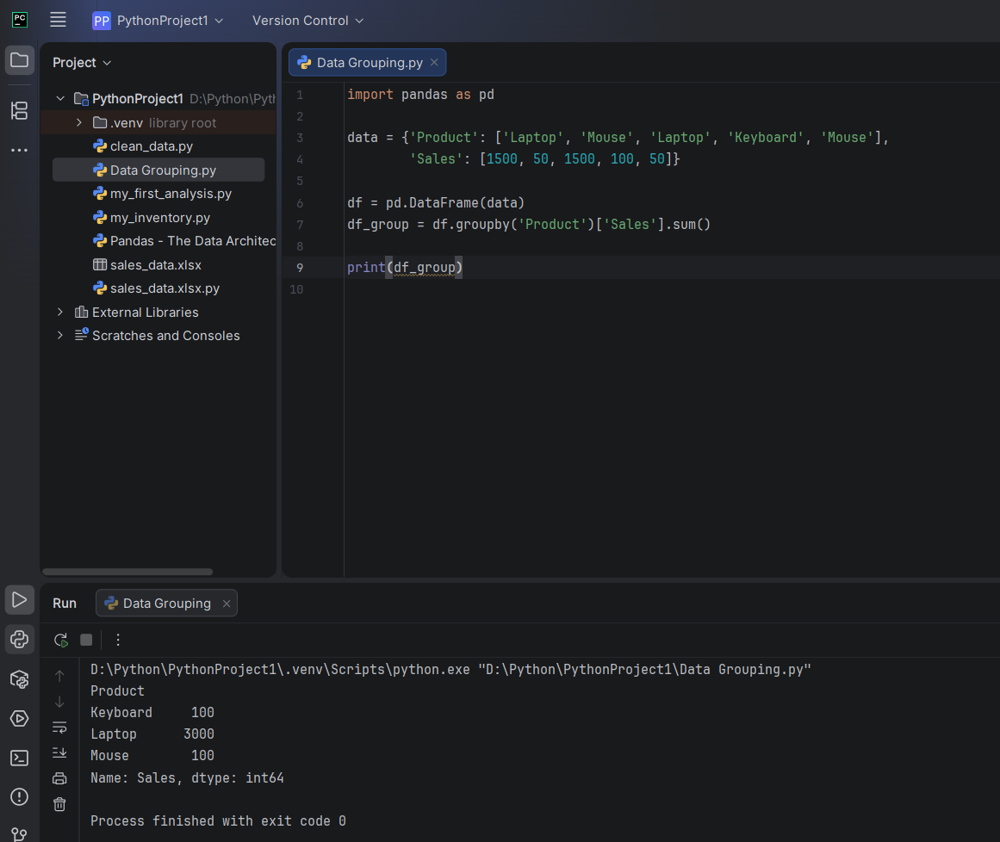 PC
PP PythonProject1 Version Control
Project
Data Grouping.py
PythonProject1 D:\Python\Pyth
.venv library root
clean_data.py
Data Grouping.py
my_first_analysis.py
my_inventory.py
Pandas - The Data Architec
sales_data.xlsx
sales_data.xlsx.py
External Libraries
Scratches and Consoles
1 import pandas as pd
2
3 data = {'Product': ['Laptop', 'Mouse', 'Laptop', 'Keyboard', 'Mouse'],
4         'Sales': [1500, 50, 1500, 100, 50]}
5
6 df = pd.DataFrame(data)
7 df_group = df.groupby('Product')['Sales'].sum()
8
9 print(df_group)
10
Run Data Grouping
D:\Python\PythonProject1\.venv\Scripts\python.exe "D:\Python\PythonProject1\Data Grouping.py"
Product
Keyboard     100
Laptop      3000
Mouse        100
Name: Sales, dtype: int64
Process finished with exit code 0